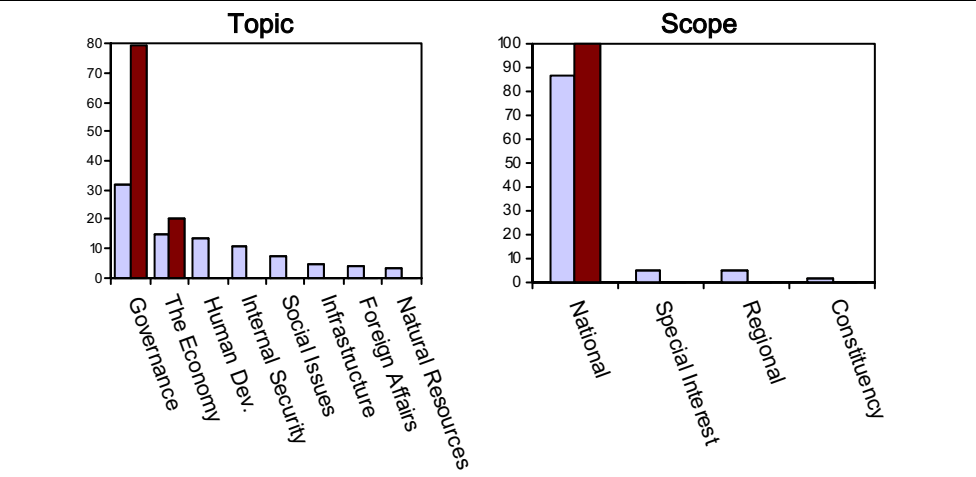 Topic
80
70
60
50
40
30
20
10
0
Governance
The Economy
Human Dev.
Internal Security
Social Issues
Infrastructure
Foreign Affairs
Natural Resources
Scope
100
90
80
70
60
50
40
30
20
10
0
National
Special Interest
Regional
Constituency